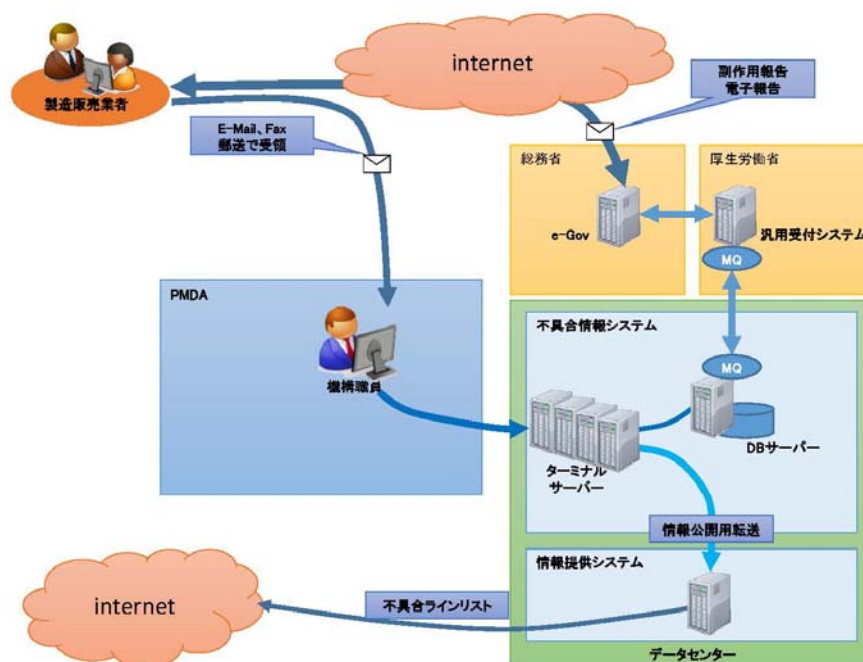 internet
製造販売業者
副作用報告
電子報告
E-Mail、Fax
郵送で受領
総務省
厚生労働省
e-Gov
汎用受付システム
MQ
PMDA
機構職員
不具合情報システム
MQ
DBサーバー
ターミナル
サーバー
情報公開用転送
情報提供システム
internet
不具合ラインリスト
データセンター